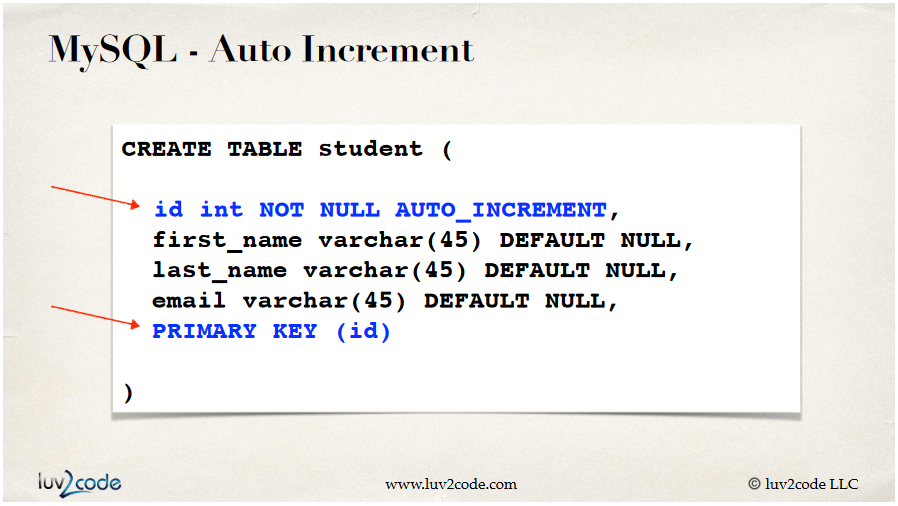 MySQL - Auto Increment
CREATE TABLE student (
id int NOT NULL AUTO_INCREMENT,
first_name varchar(45) DEFAULT NULL,
last_name varchar(45) DEFAULT NULL,
email varchar(45) DEFAULT NULL,
PRIMARY KEY (id)
)
luv2code
www.luv2code.com
© luv2code LLC